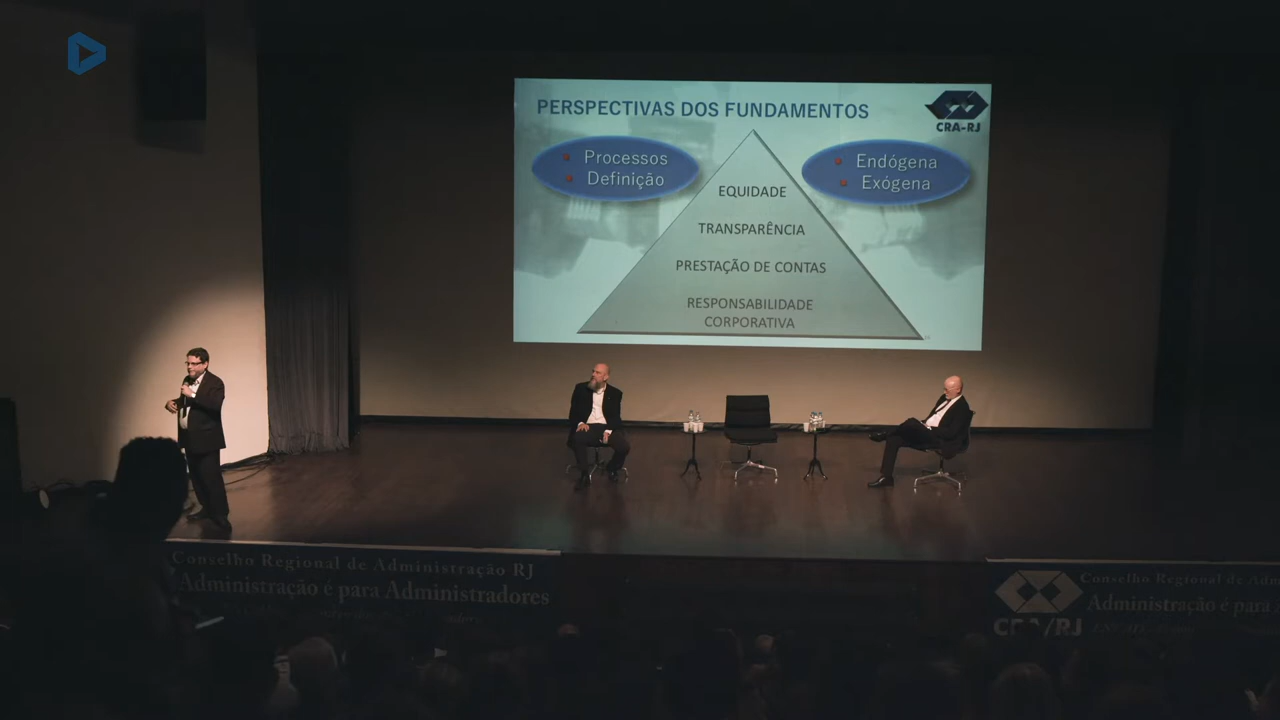 PERSPECTIVAS DOS FUNDAMENTOS
CRA-RJ
Processos
Definição
Endógena
Exógena
EQUIDADE
TRANSPARÊNCIA
PRESTAÇÃO DE CONTAS
RESPONSABILIDADE
CORPORATIVA
Conselho Regional de Administração RJ
Administração é para Administradores
Conselho Regional de Adm
Administração é para
CRA/RJ